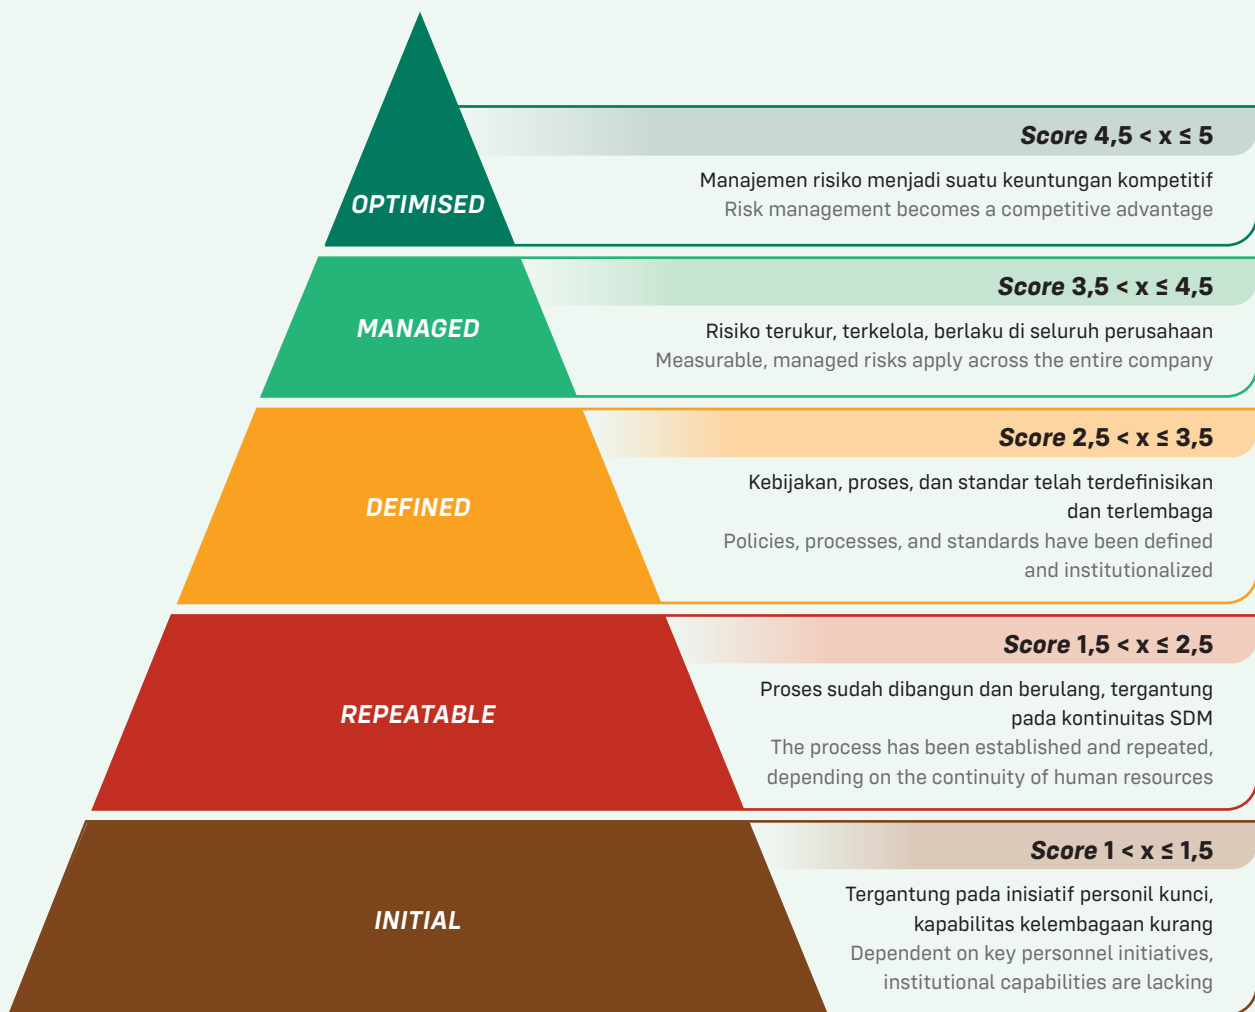 Score 4,5 < x ≤ 5
Manajemen risiko menjadi suatu keuntungan kompetitif
Risk management becomes a competitive advantage
OPTIMISED
Score 3,5 < x ≤ 4,5
Risiko terukur, terkelola, berlaku di seluruh perusahaan
Measurable, managed risks apply across the entire company
MANAGED
Score 2,5 < x ≤ 3,5
Kebijakan, proses, dan standar telah terdefinisikan
dan terlembaga
Policies, processes, and standards have been defined
and institutionalized
DEFINED
Score 1,5 < x ≤ 2,5
Proses sudah dibangun dan berulang, tergantung
pada kontinuitas SDM
The process has been established and repeated,
depending on the continuity of human resources
REPEATABLE
Score 1 < x ≤ 1,5
Tergantung pada inisiatif personil kunci,
kapabilitas kelembagaan kurang
Dependent on key personnel initiatives,
institutional capabilities are lacking
INITIAL